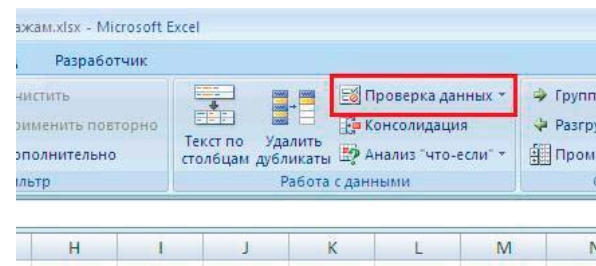 ажам.xlsx - Microsoft Excel
Разработчик
чистить
Проверка данных
Групп
рименить повторно
Консолидация
Разгру
ополнительно
Текст по столбцам
Удалить дубликаты
Анализ "что-если"
Пром
льтр
Работа с данными
H I J K L M N